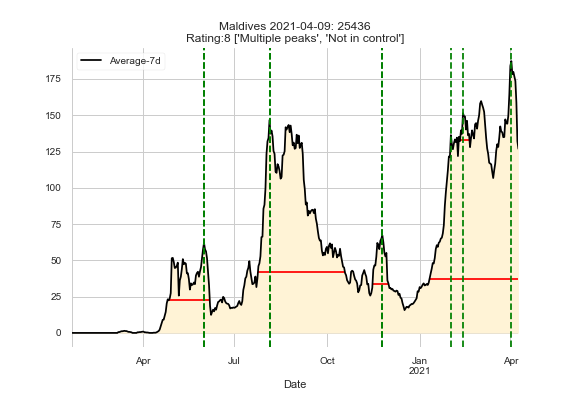 Maldives 2021-04-09: 25436
Rating:8 ['Multiple peaks', 'Not in control']
Average-7d
175
150
125
100
75
50
25
0
Apr Jul Oct Jan Apr
2021
Date